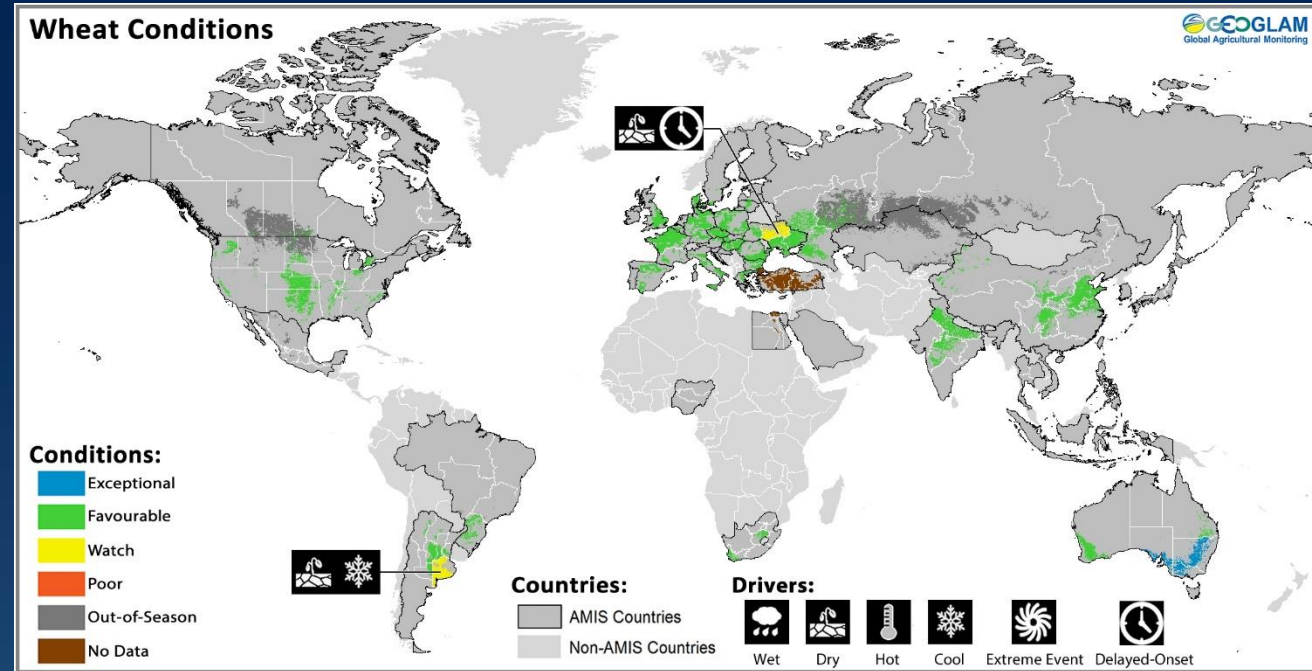 Wheat Conditions
GEOGLAM
Global Agricultural Monitoring
Conditions:
Exceptional
Favourable
Watch
Poor
Out-of-Season
No Data
Countries:
AMIS Countries
Non-AMIS Countries
Drivers:
Wet
Dry
Hot
Cool
Extreme Event
Delayed-Onset